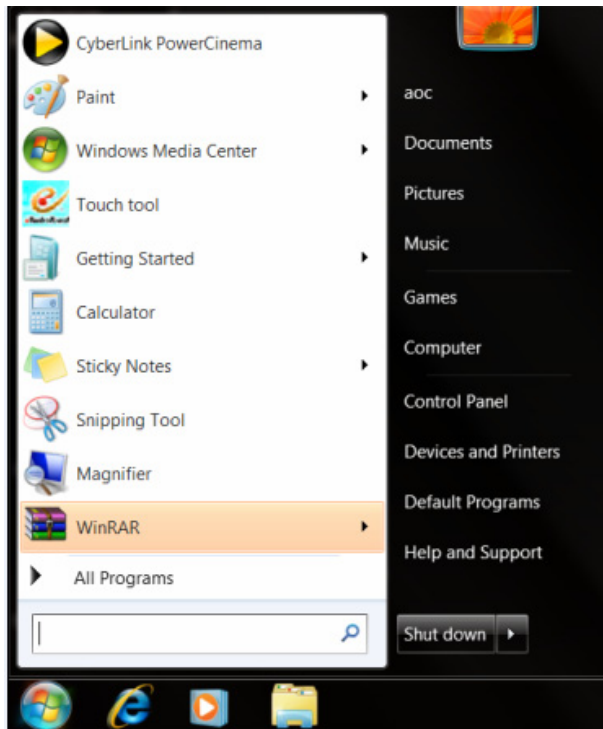 CyberLink PowerCinema
Paint
Windows Media Center
Touch tool
Getting Started
Calculator
Sticky Notes
Snipping Tool
Magnifier
WinRAR
All Programs
aoc
Documents
Pictures
Music
Games
Computer
Control Panel
Devices and Printers
Default Programs
Help and Support
Shut down